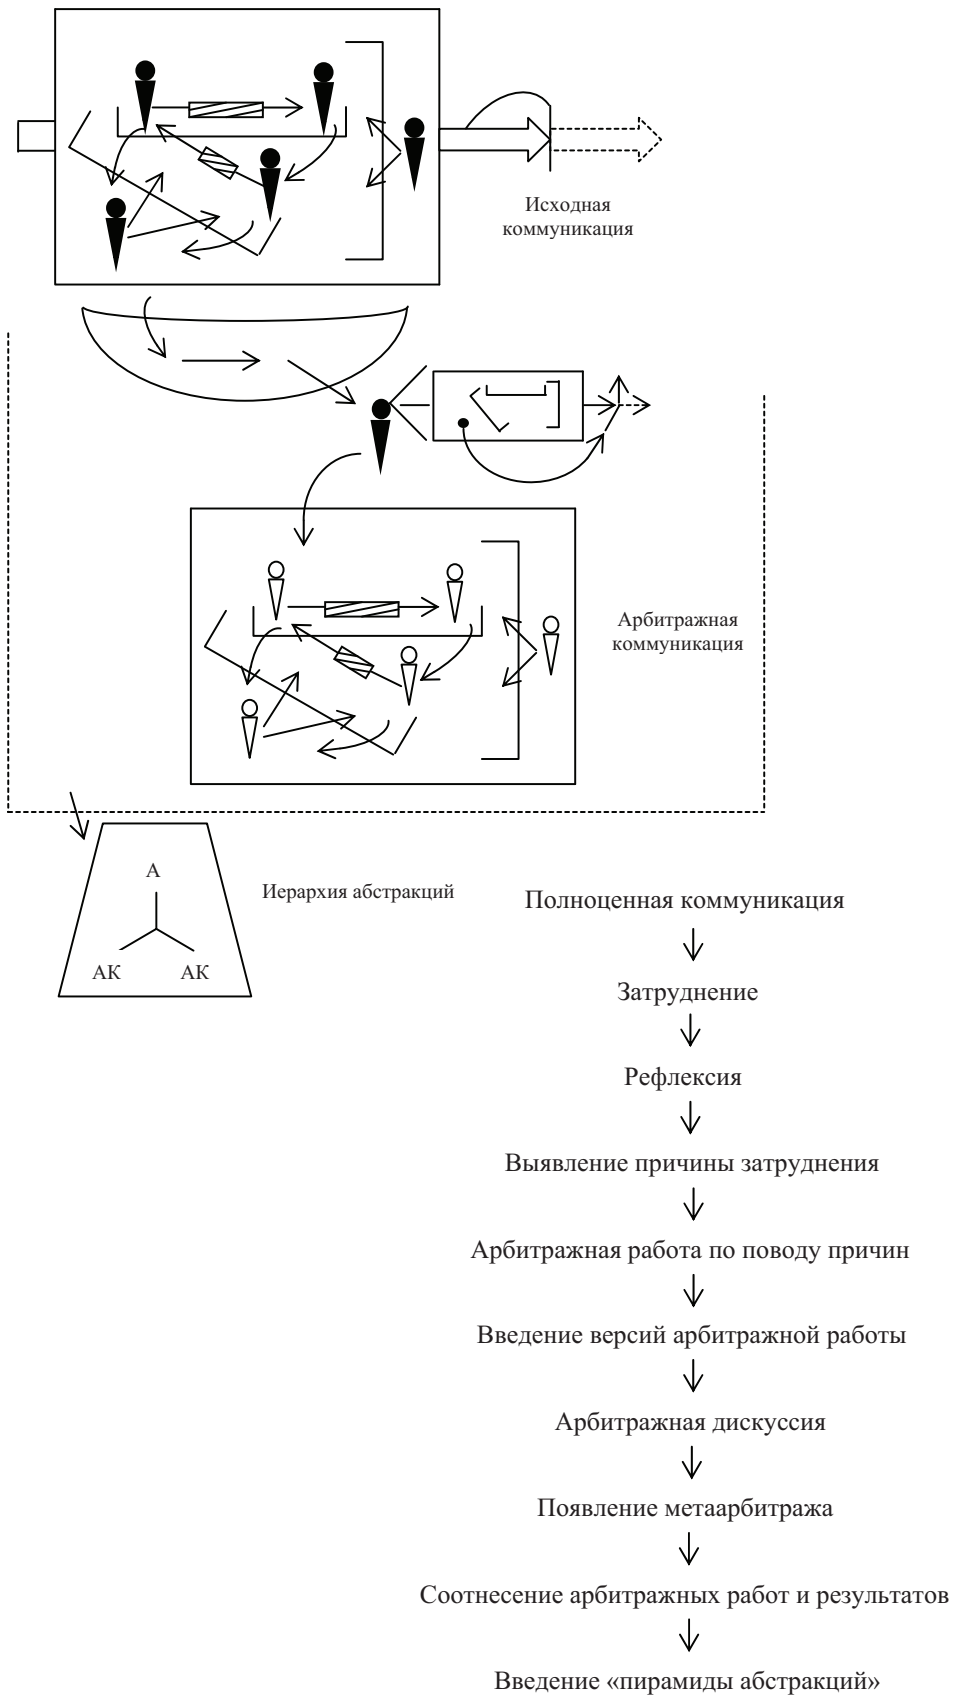 Исходная
коммуникация
Арбитражная
коммуникация
А
АК
АК
Иерархия абстракций
Полноценная коммуникация
Затруднение
Рефлексия
Выявление причины затруднения
Арбитражная работа по поводу причин
Введение версий арбитражной работы
Арбитражная дискуссия
Появление метаарбитража
Соотнесение арбитражных работ и результатов
Введение «пирамиды абстракций»